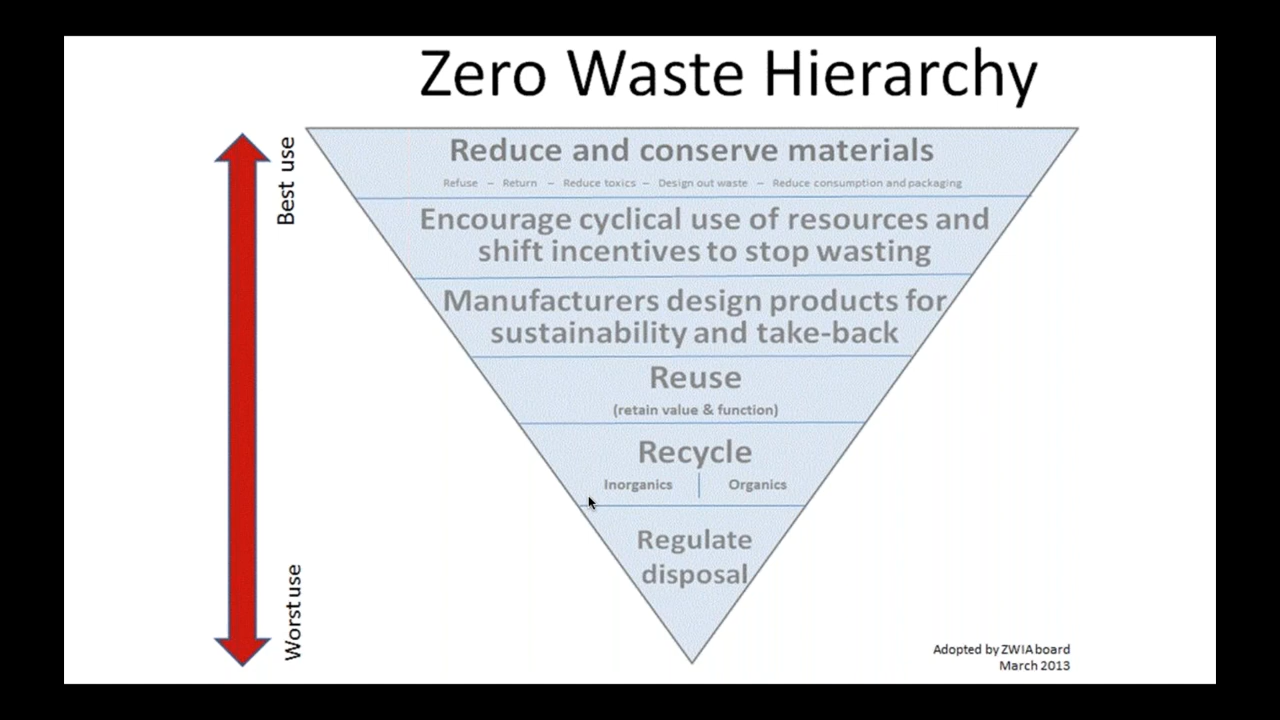 Zero Waste Hierarchy
Best use
Reduce and conserve materials
Refuse – Return – Reduce toxics – Design out waste – Reduce consumption and packaging
Encourage cyclical use of resources and
shift incentives to stop wasting
Manufacturers design products for
sustainability and take-back
Reuse
(retain value & function)
Recycle
Inorganics | Organics
Regulate
disposal
Worst use
Adopted by ZWIA board
March 2013